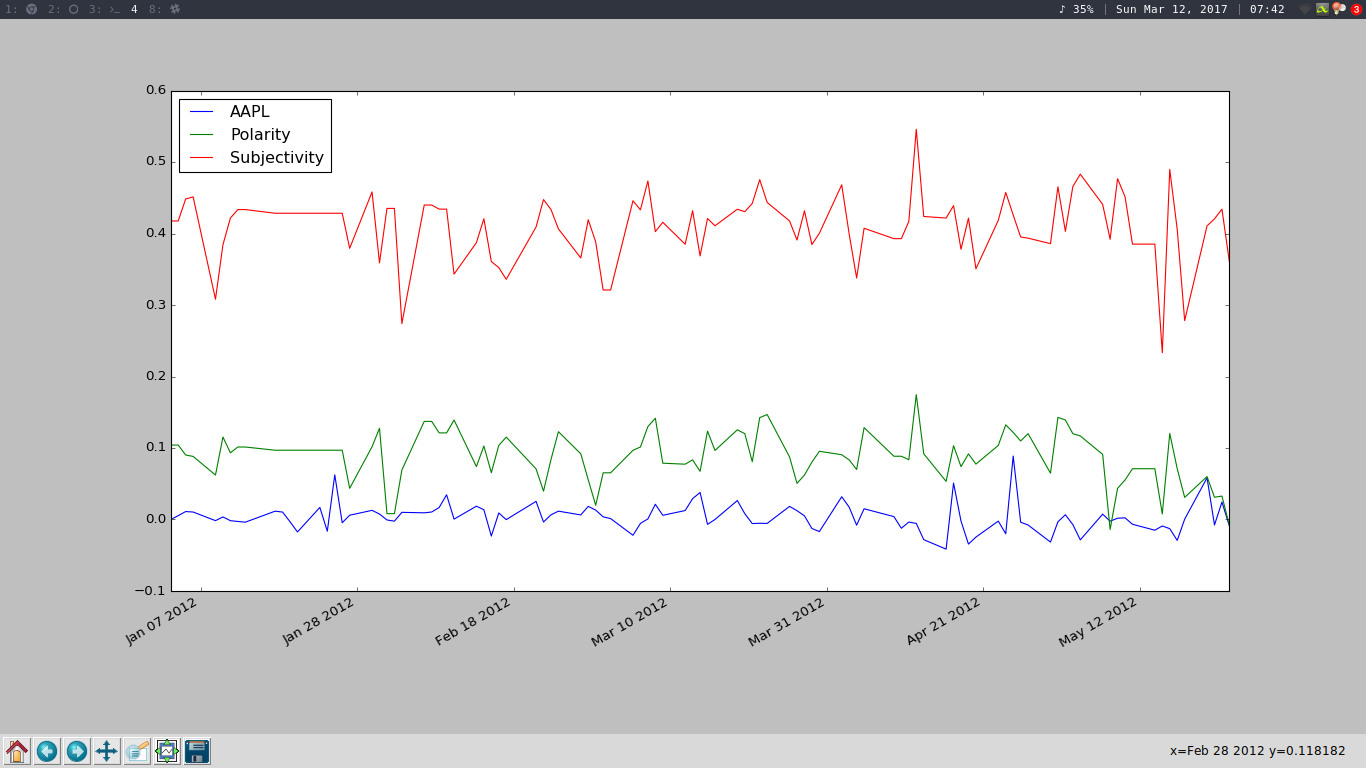 1: 2: 3: 4 8: ♪ 35% | Sun Mar 12, 2017 | 07:42 3
0.6
0.5
0.4
0.3
0.2
0.1
0.0
−0.1
AAPL
Polarity
Subjectivity
Jan 07 2012
Jan 28 2012
Feb 18 2012
Mar 10 2012
Mar 31 2012
Apr 21 2012
May 12 2012
x=Feb 28 2012 y=0.118182